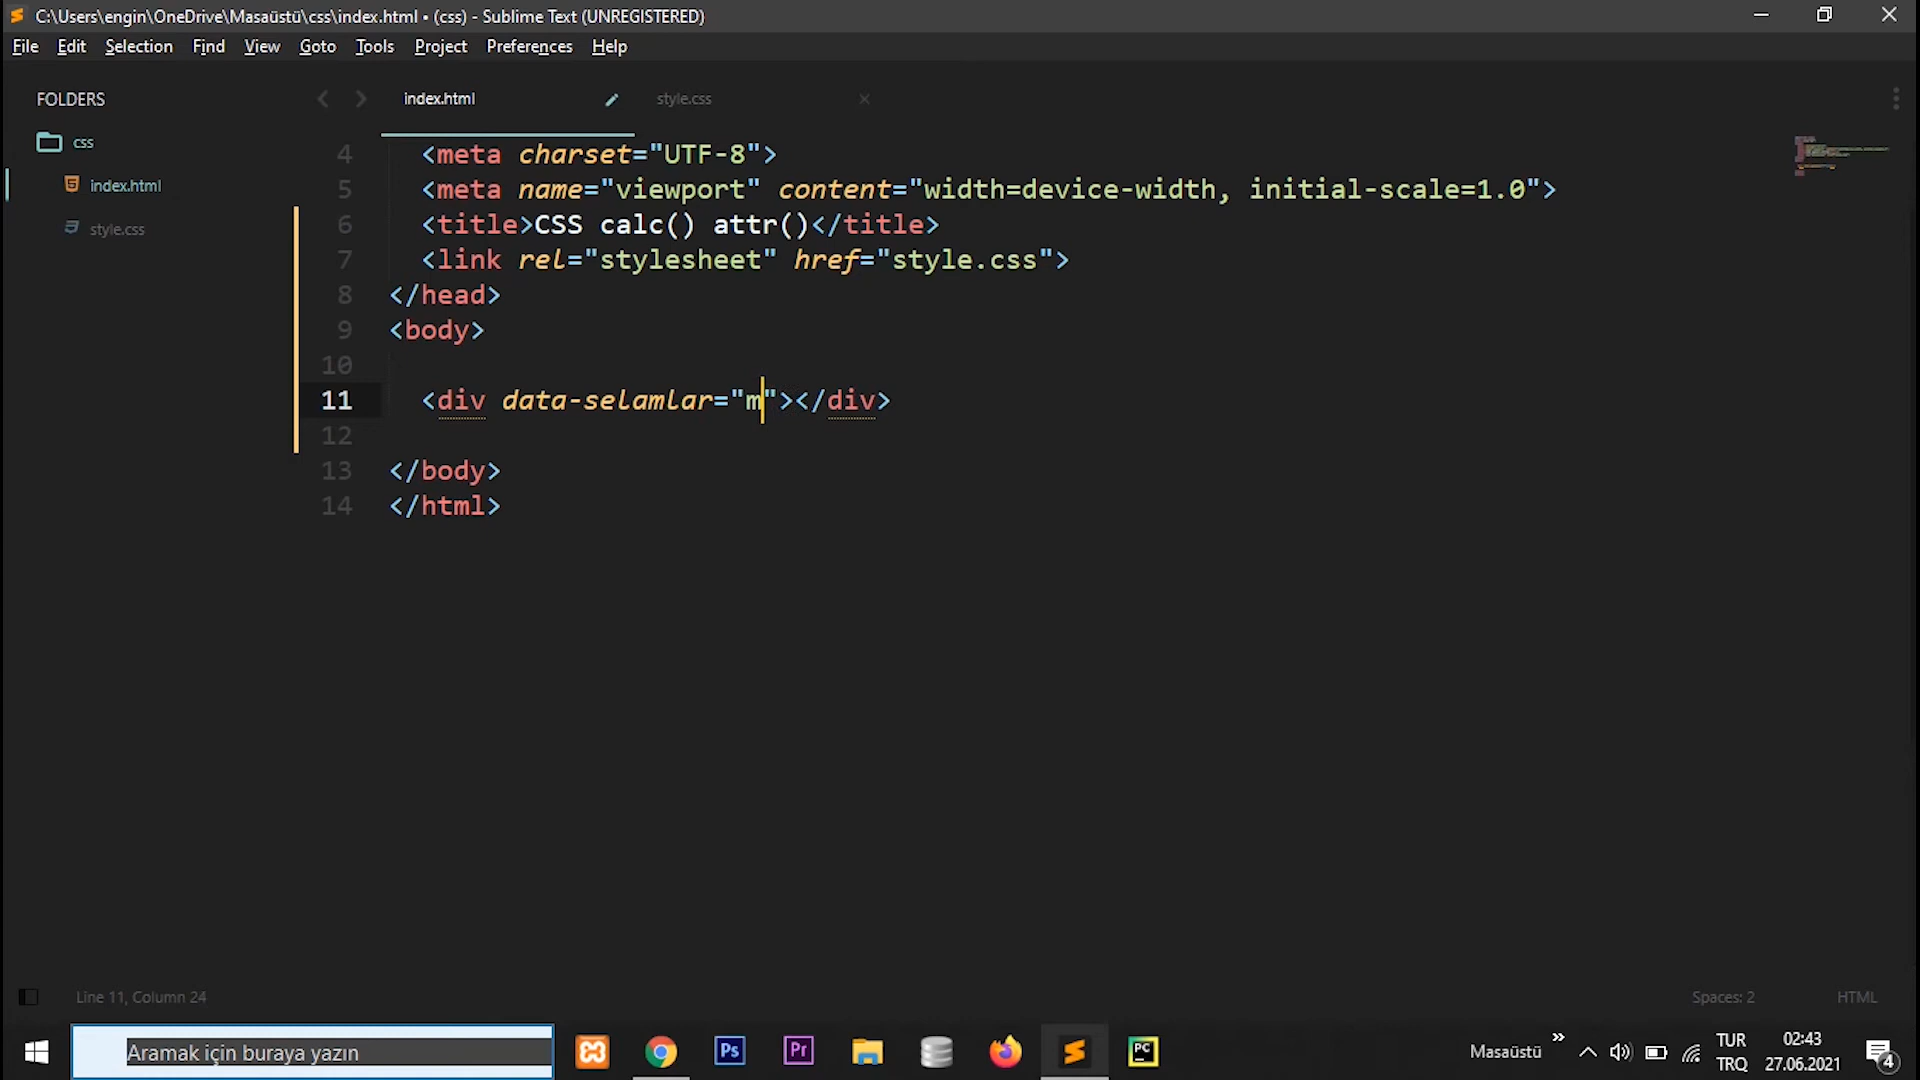 C:\Users\engin\OneDrive\Masaüstü\css\index.html • (css) - Sublime Text (UNREGISTERED)
File Edit Selection Find View Goto Tools Project Preferences Help
FOLDERS
css
index.html
style.css
index.html
style.css
4 <meta charset="UTF-8">
5 <meta name="viewport" content="width=device-width, initial-scale=1.0">
6 <title>CSS calc() attr()</title>
7 <link rel="stylesheet" href="style.css">
8 </head>
9 <body>
10
11 <div data-selamlar="m"></div>
12
13 </body>
14 </html>
Line 11, Column 24
Spaces: 2
HTML
Aramak için buraya yazın
Ps
Pr
PC
Masaüstü
TUR
TRQ
02:43
27.06.2021
4